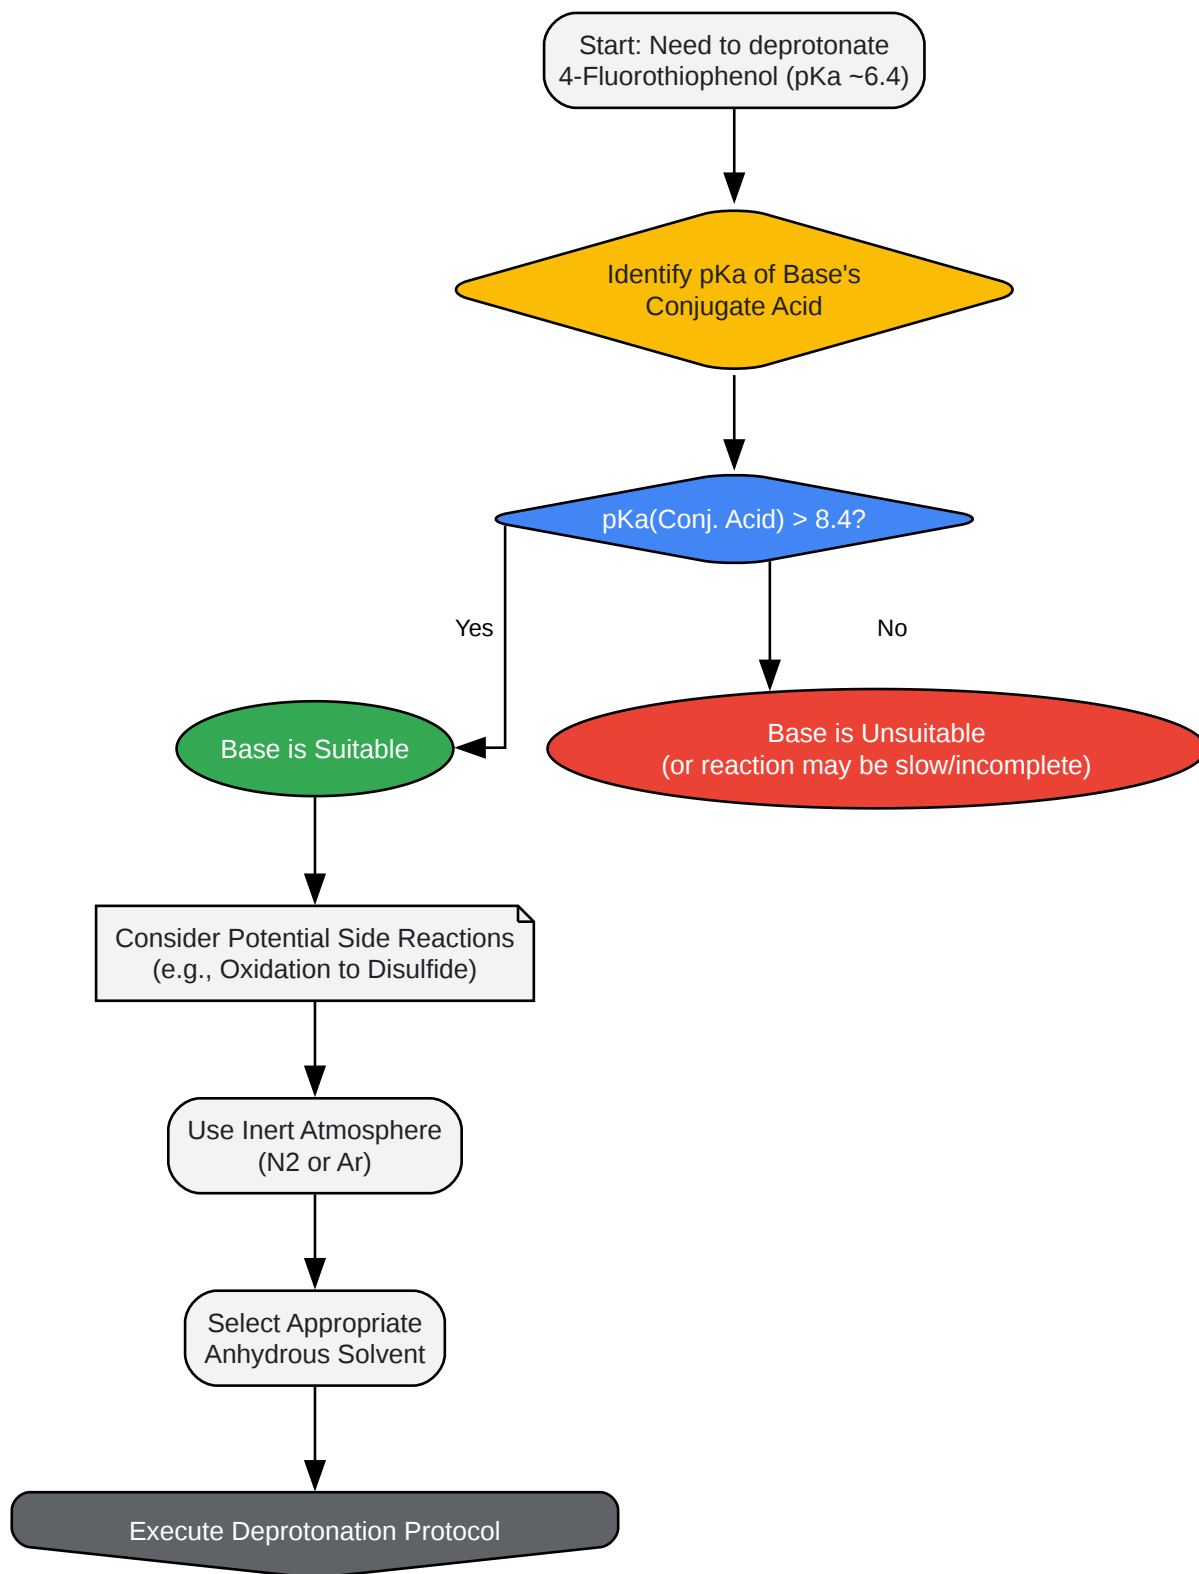 Start: Need to deprotonate
4-Fluorothiophenol (pKa ~6.4)
Identify pKa of Base's
Conjugate Acid
pKa(Conj. Acid) > 8.4?
Yes
No
Base is Suitable
Base is Unsuitable
(or reaction may be slow/incomplete)
Consider Potential Side Reactions
(e.g., Oxidation to Disulfide)
Use Inert Atmosphere
(N2 or Ar)
Select Appropriate
Anhydrous Solvent
Execute Deprotonation Protocol